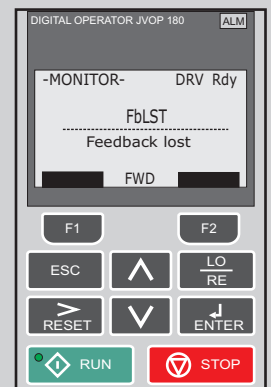 DIGITAL OPERATOR JVOP 180 ALM
-MONITOR- DRV Rdy
FbLST
Feedback lost
FWD
F1 F2
ESC LO
RE
RESET ENTER
RUN STOP